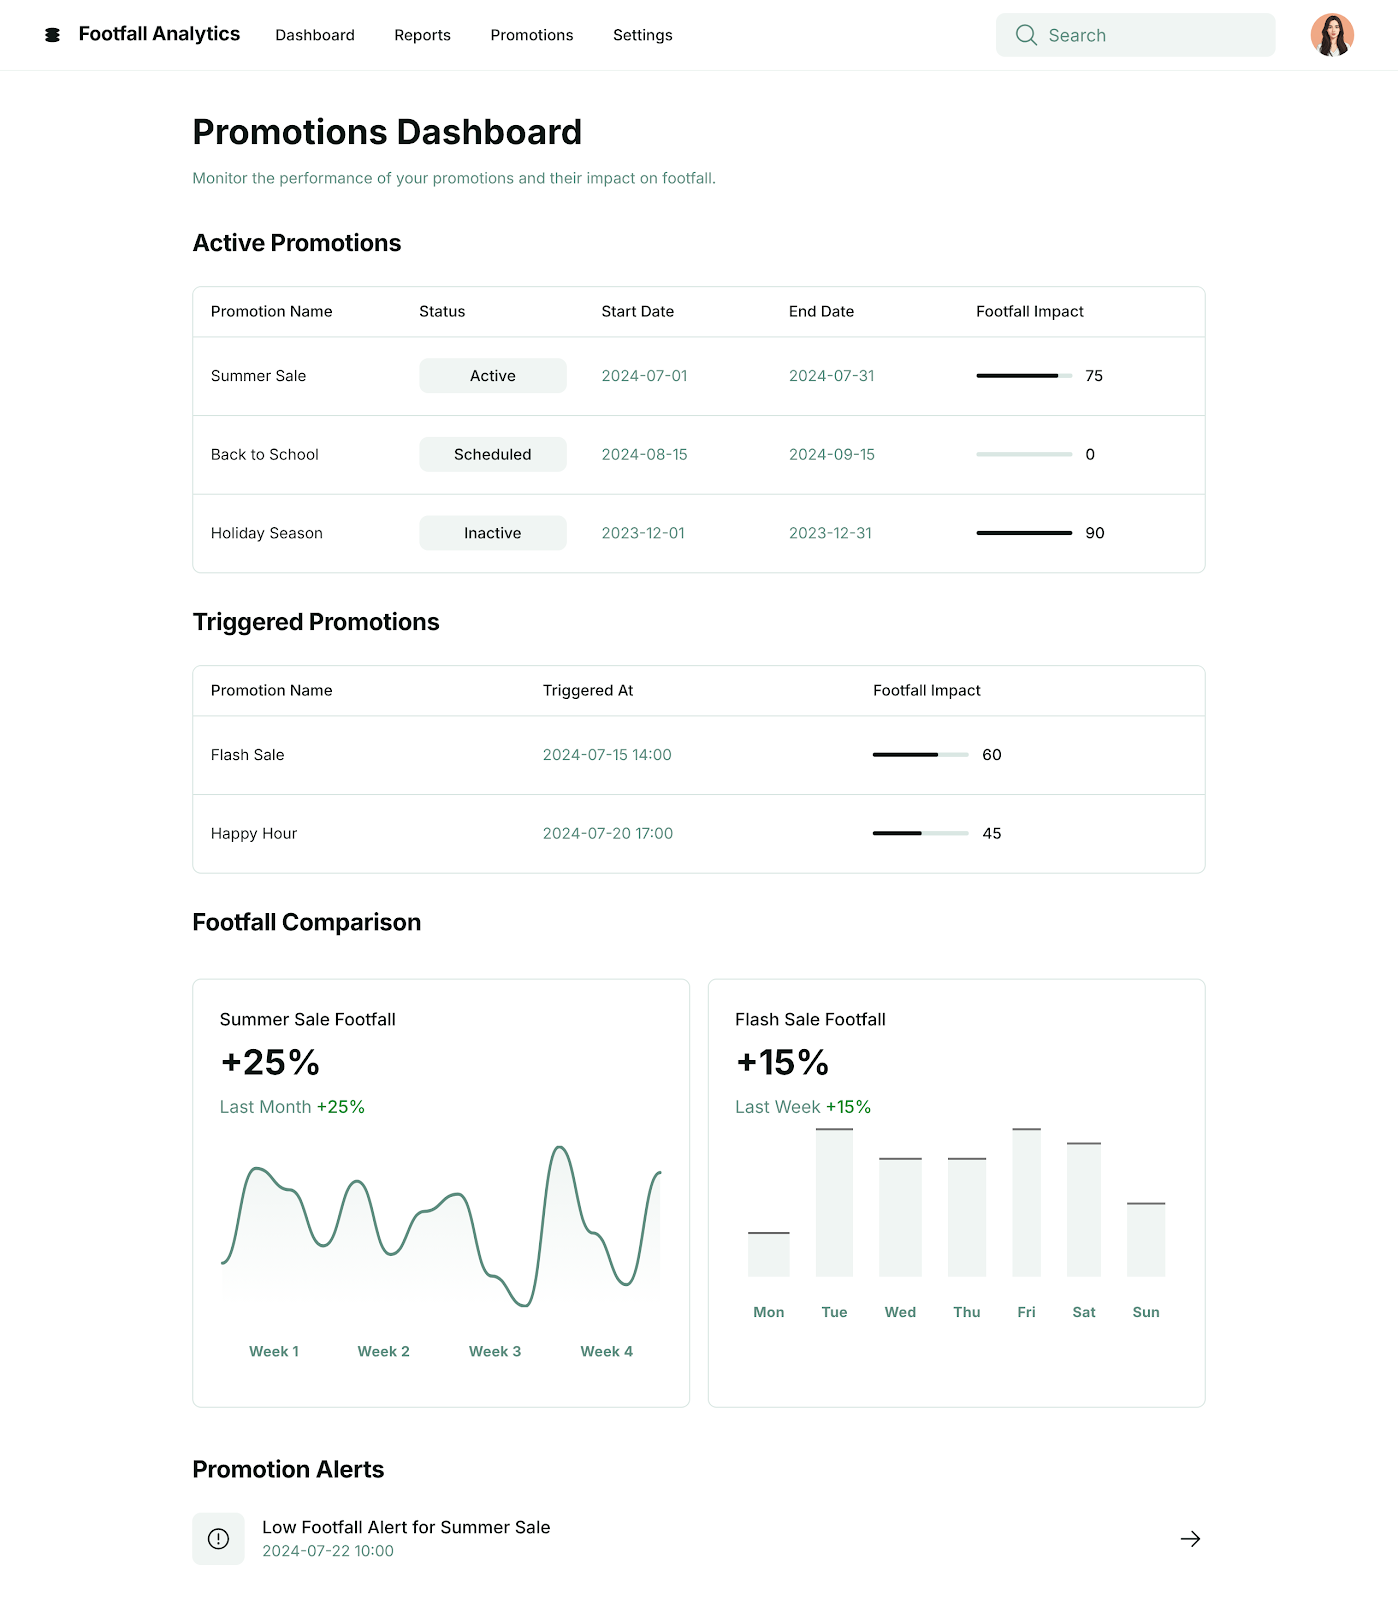 Footfall Analytics Dashboard Reports Promotions Settings Search
Promotions Dashboard
Monitor the performance of your promotions and their impact on footfall.
Active Promotions
Promotion Name Status Start Date End Date Footfall Impact
Summer Sale Active 2024-07-01 2024-07-31 75
Back to School Scheduled 2024-08-15 2024-09-15 0
Holiday Season Inactive 2023-12-01 2023-12-31 90
Triggered Promotions
Promotion Name Triggered At Footfall Impact
Flash Sale 2024-07-15 14:00 60
Happy Hour 2024-07-20 17:00 45
Footfall Comparison
Summer Sale Footfall
+25%
Last Month +25%
Week 1 Week 2 Week 3 Week 4
Flash Sale Footfall
+15%
Last Week +15%
Mon Tue Wed Thu Fri Sat Sun
Promotion Alerts
Low Footfall Alert for Summer Sale
2024-07-22 10:00